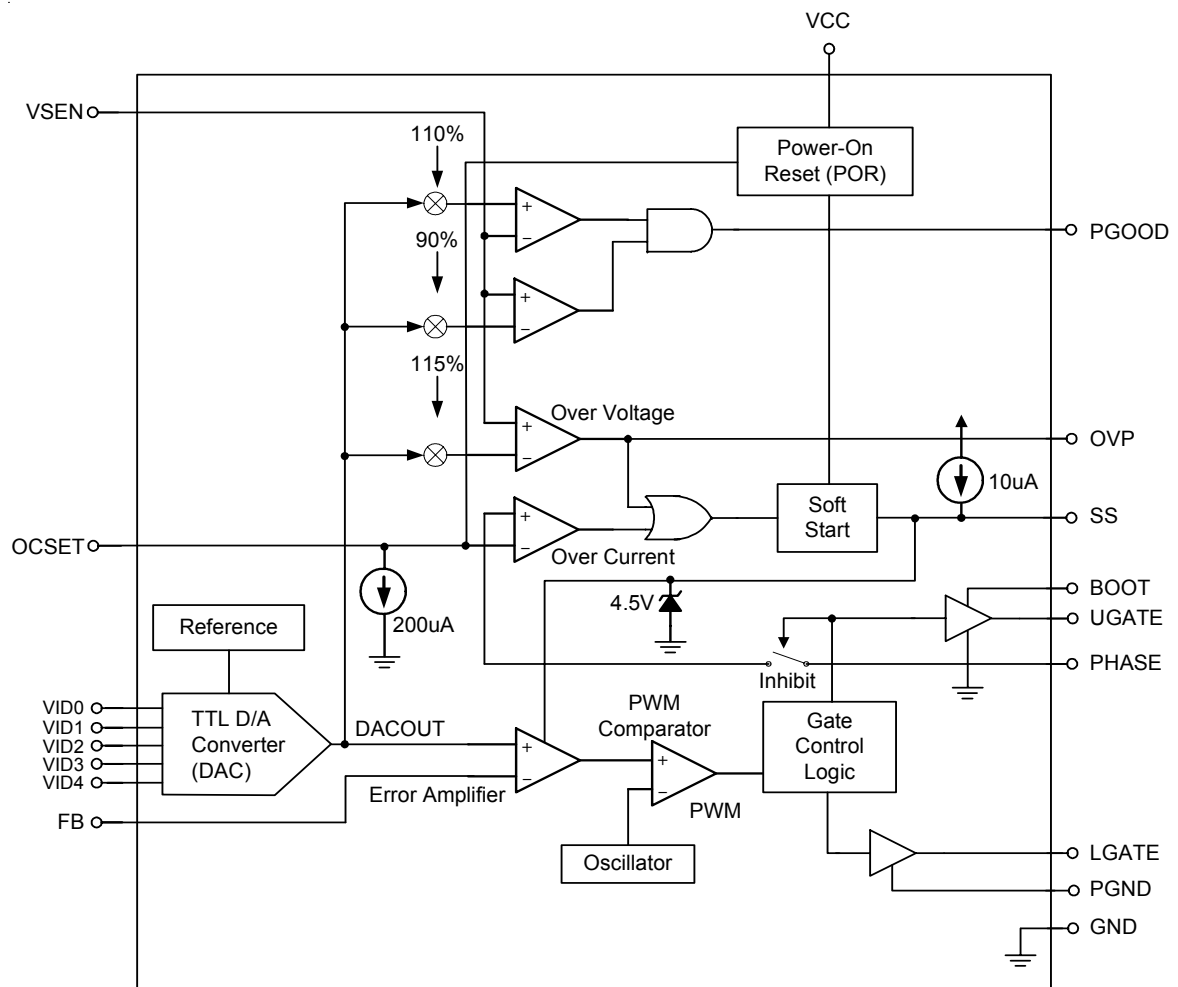 VCC
VSEN
110%
Power-On
Reset (POR)
+
−
PGOOD
90%
+
−
115%
Over Voltage
+
−
OVP
10uA
Soft
Start
SS
OCSET
+
−
Over Current
200uA
4.5V
BOOT
UGATE
Reference
Inhibit
PHASE
VID0
VID1
VID2
VID3
VID4
TTL D/A
Converter
(DAC)
DACOUT
+
−
Error Amplifier
PWM
Comparator
+
−
PWM
Gate
Control
Logic
FB
Oscillator
LGATE
PGND
GND